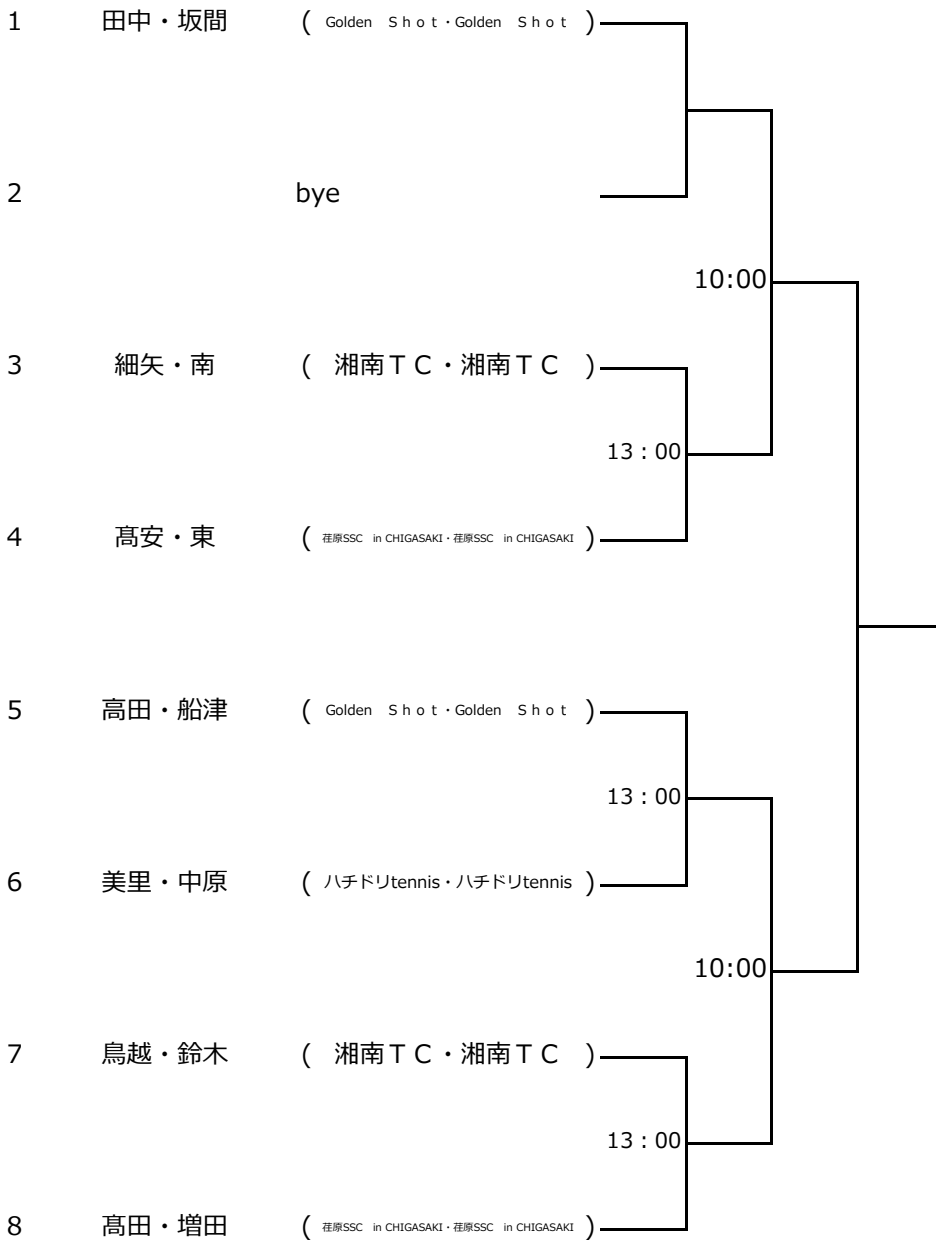 1 田中・坂間 ( Golden Ｓｈｏｔ・Golden Ｓｈｏｔ )
2 bye
10:00
3 細矢・南 ( 湘南ＴＣ・湘南ＴＣ )
13：00
4 髙安・東 ( 荏原SSC in CHIGASAKI・荏原SSC in CHIGASAKI )
5 高田・船津 ( Golden Ｓｈｏｔ・Golden Ｓｈｏｔ )
13：00
6 美里・中原 ( ハチドリtennis・ハチドリtennis )
10:00
7 鳥越・鈴木 ( 湘南ＴＣ・湘南ＴＣ )
13：00
8 髙田・増田 ( 荏原SSC in CHIGASAKI・荏原SSC in CHIGASAKI )